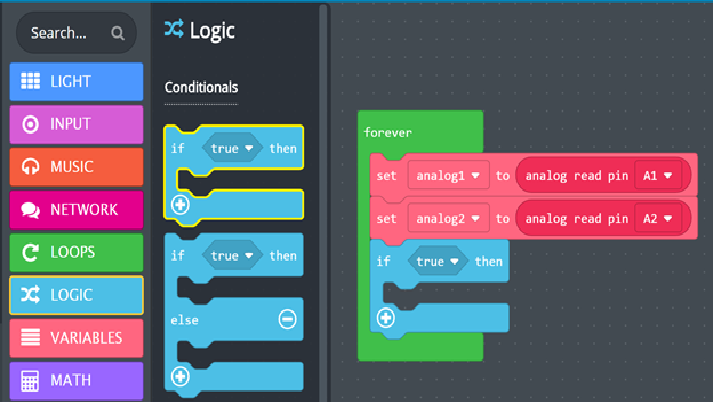 Search...
LIGHT
INPUT
MUSIC
NETWORK
LOOPS
LOGIC
VARIABLES
MATH
Logic
Conditionals
if true then
if true then
else
forever
set analog1 to analog read pin A1
set analog2 to analog read pin A2
if true then